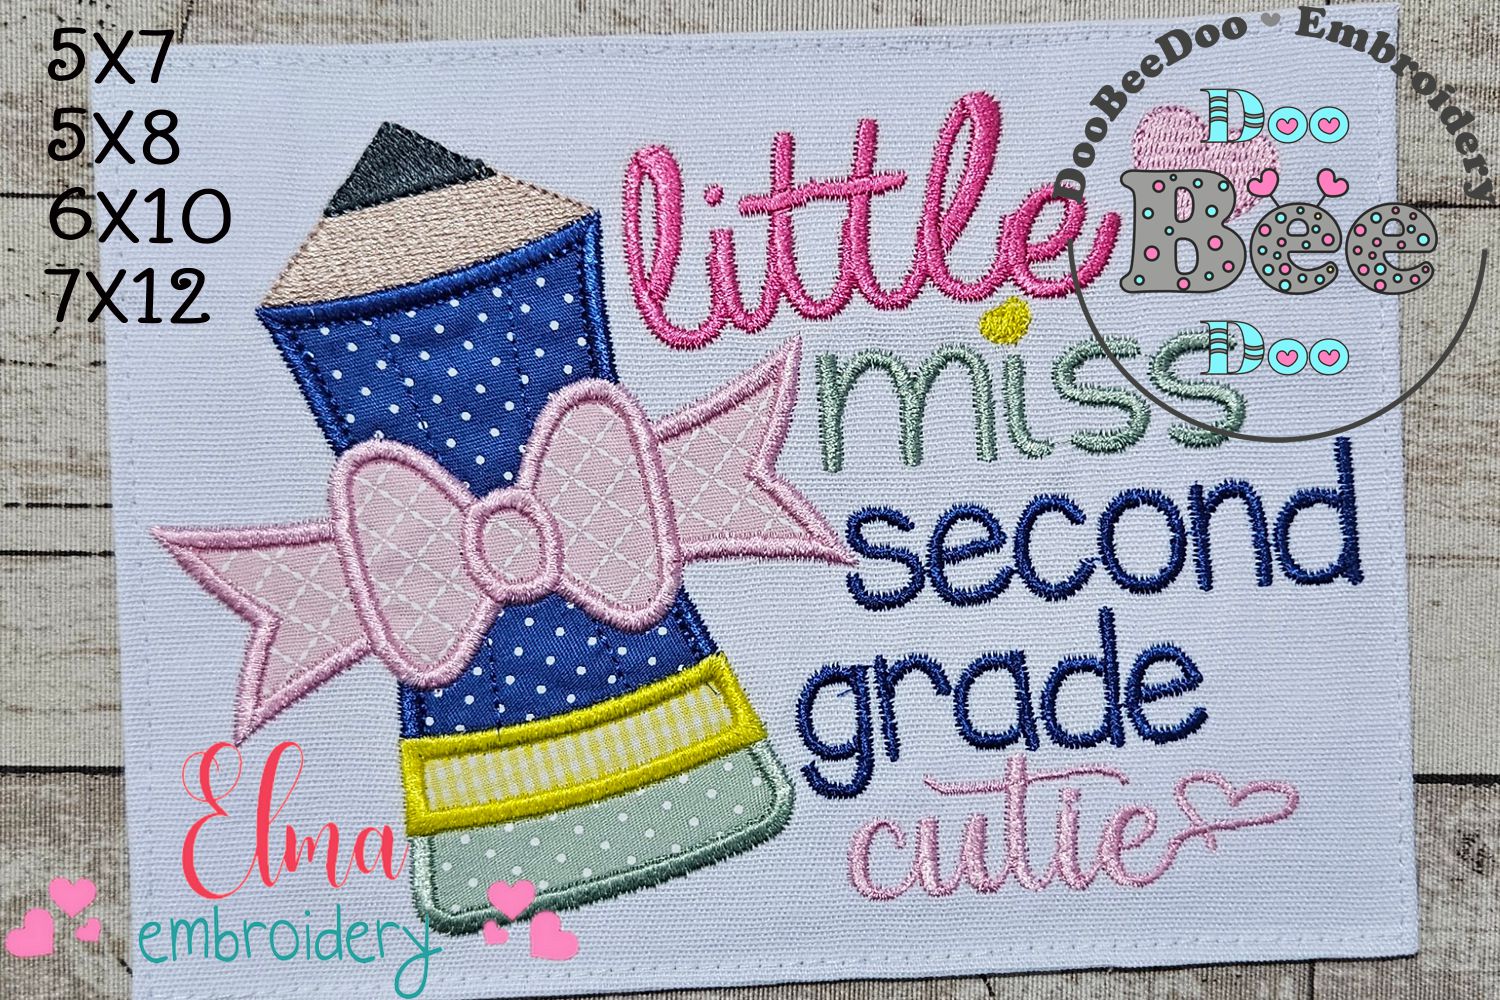 5X7
5X8
6X10
7X12
little
miss
second
grade
cutie
DooBeeDoo Embroidery
Doo
Bee
Doo
Elma
embroidery